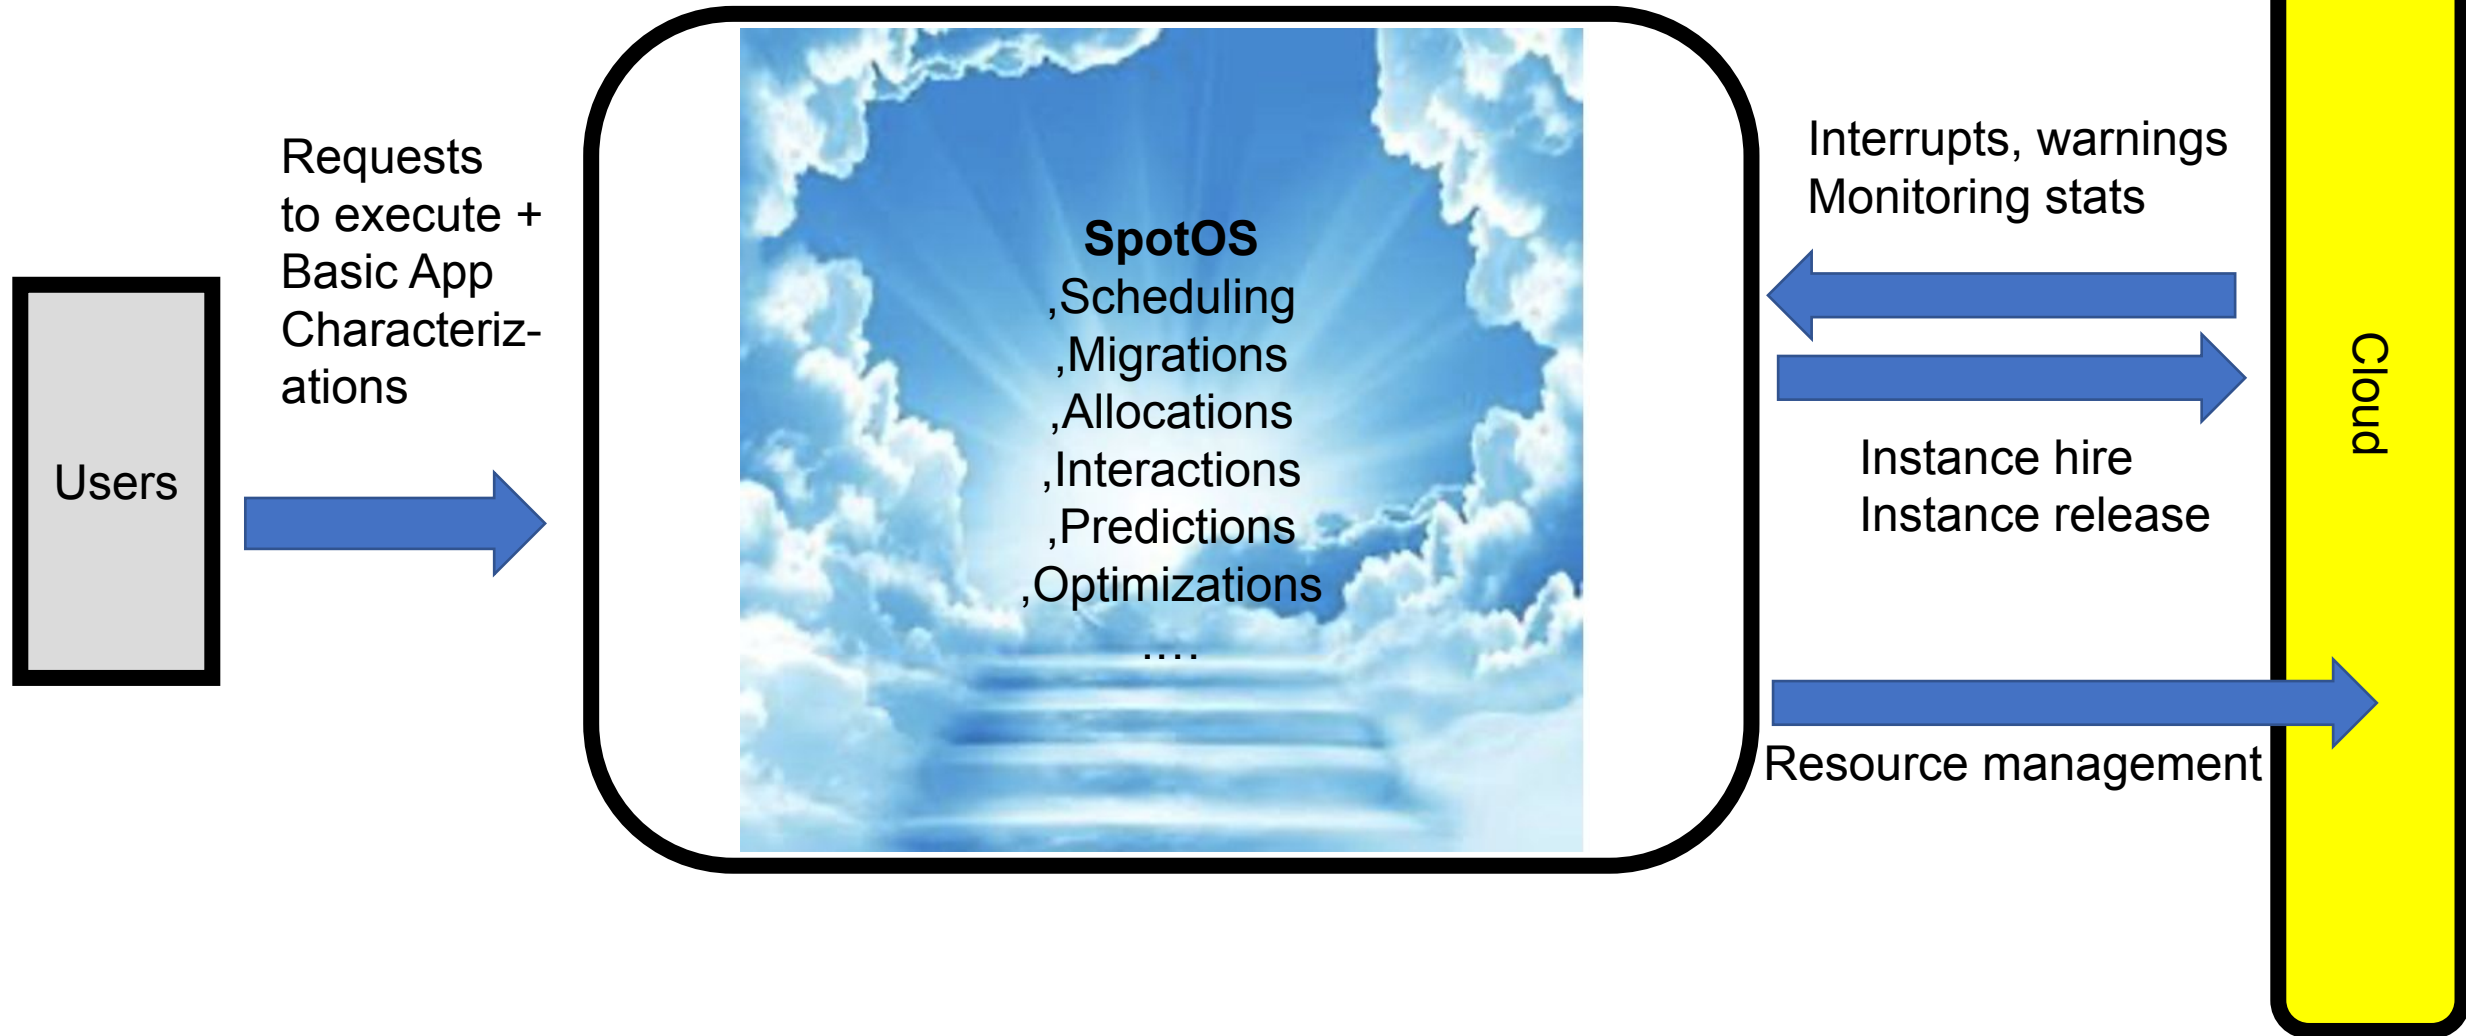 Users
Requests
to execute +
Basic App
Characteriz-
ations
SpotOS
,Scheduling
,Migrations
,Allocations
,Interactions
,Predictions
,Optimizations
....
Interrupts, warnings
Monitoring stats
Instance hire
Instance release
Resource management
Cloud